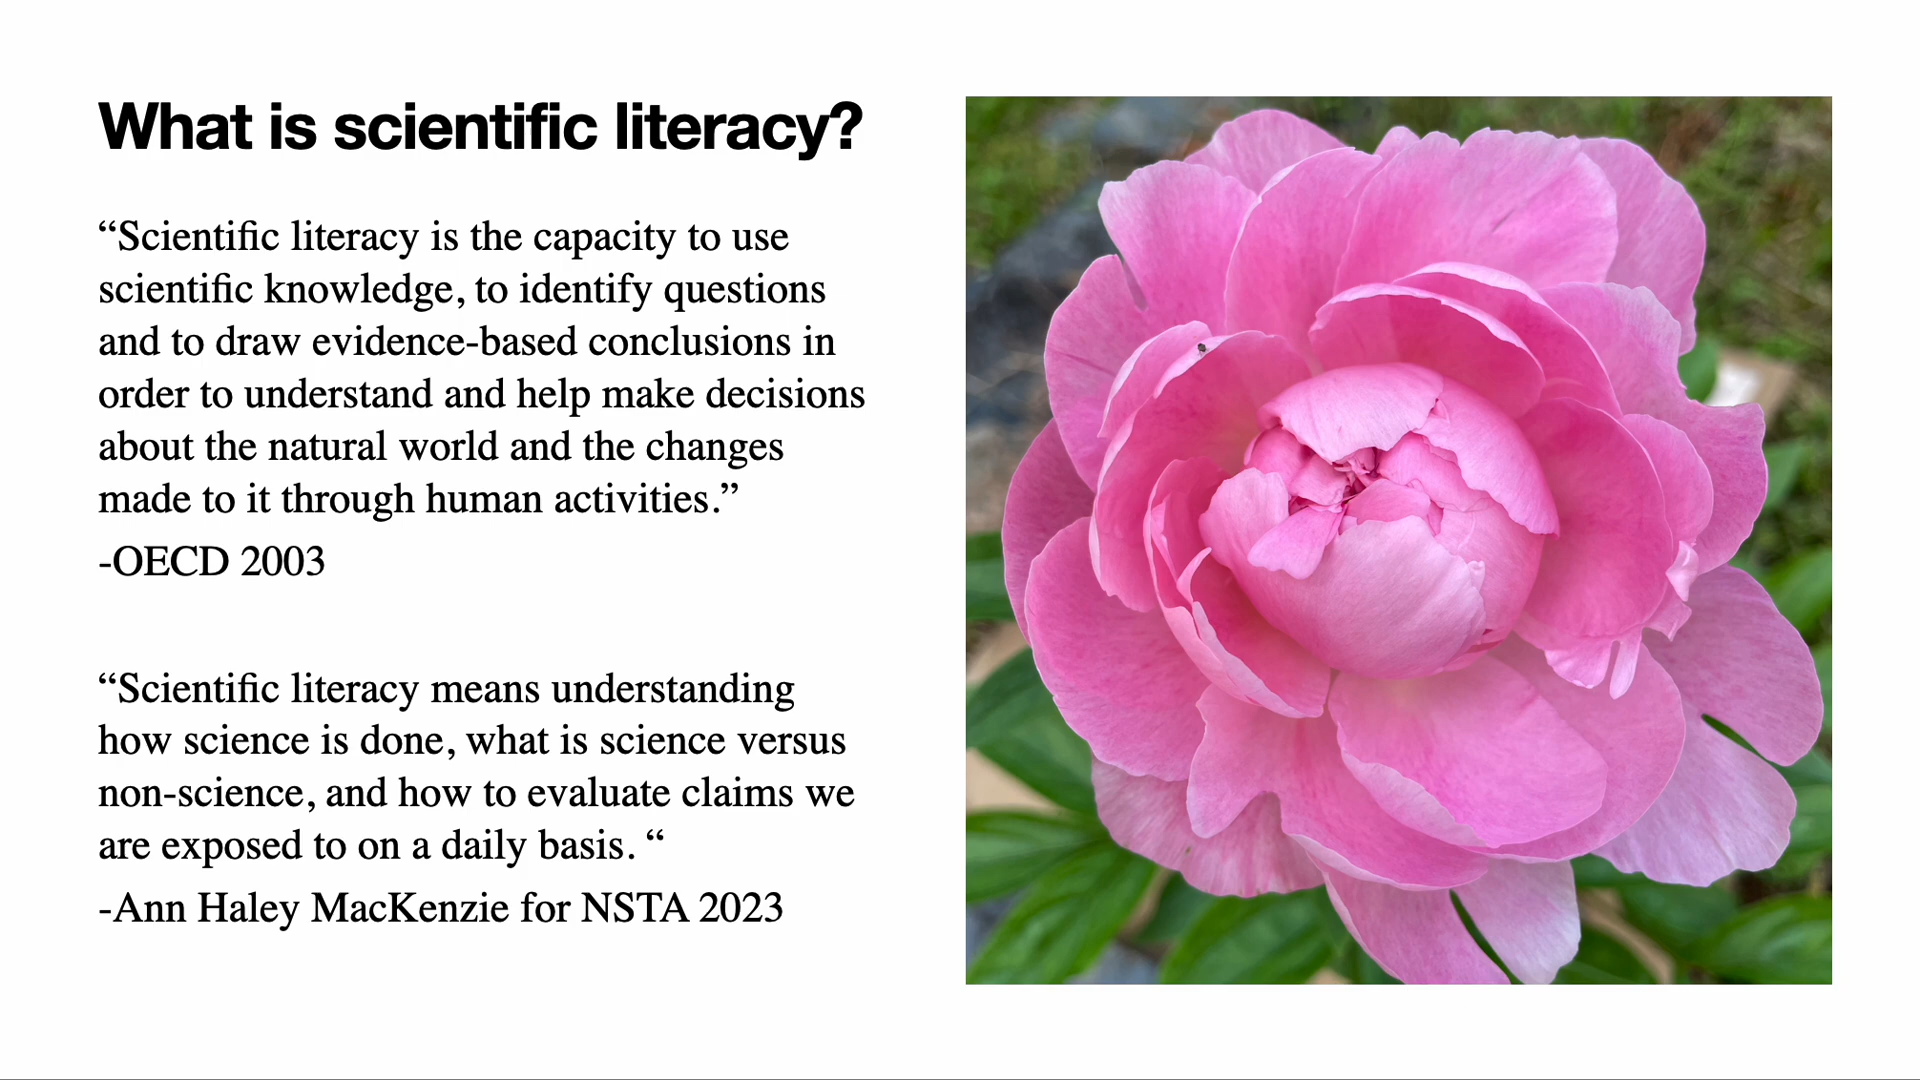 What is scientific literacy?
“Scientific literacy is the capacity to use
scientific knowledge, to identify questions
and to draw evidence-based conclusions in
order to understand and help make decisions
about the natural world and the changes
made to it through human activities.”
-OECD 2003
“Scientific literacy means understanding
how science is done, what is science versus
non-science, and how to evaluate claims we
are exposed to on a daily basis. “
-Ann Haley MacKenzie for NSTA 2023